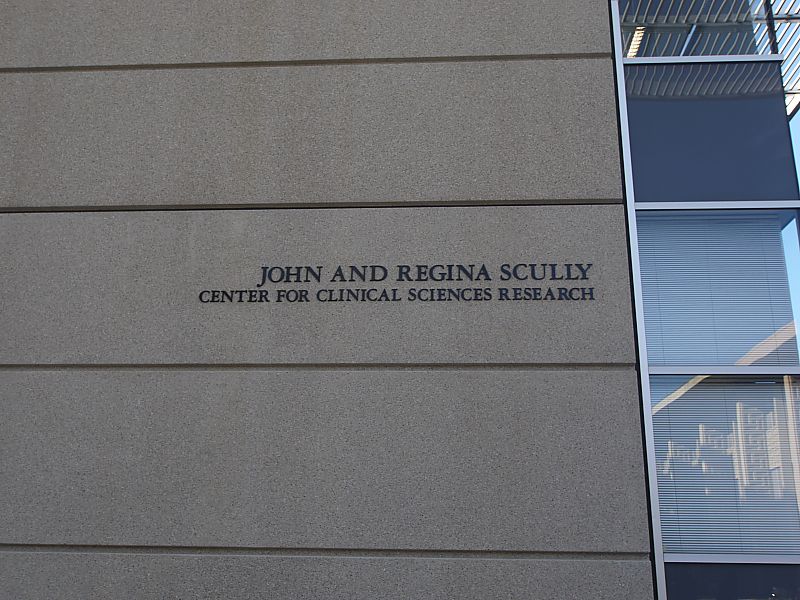 JOHN AND REGINA SCULLY
CENTER FOR CLINICAL SCIENCES RESEARCH